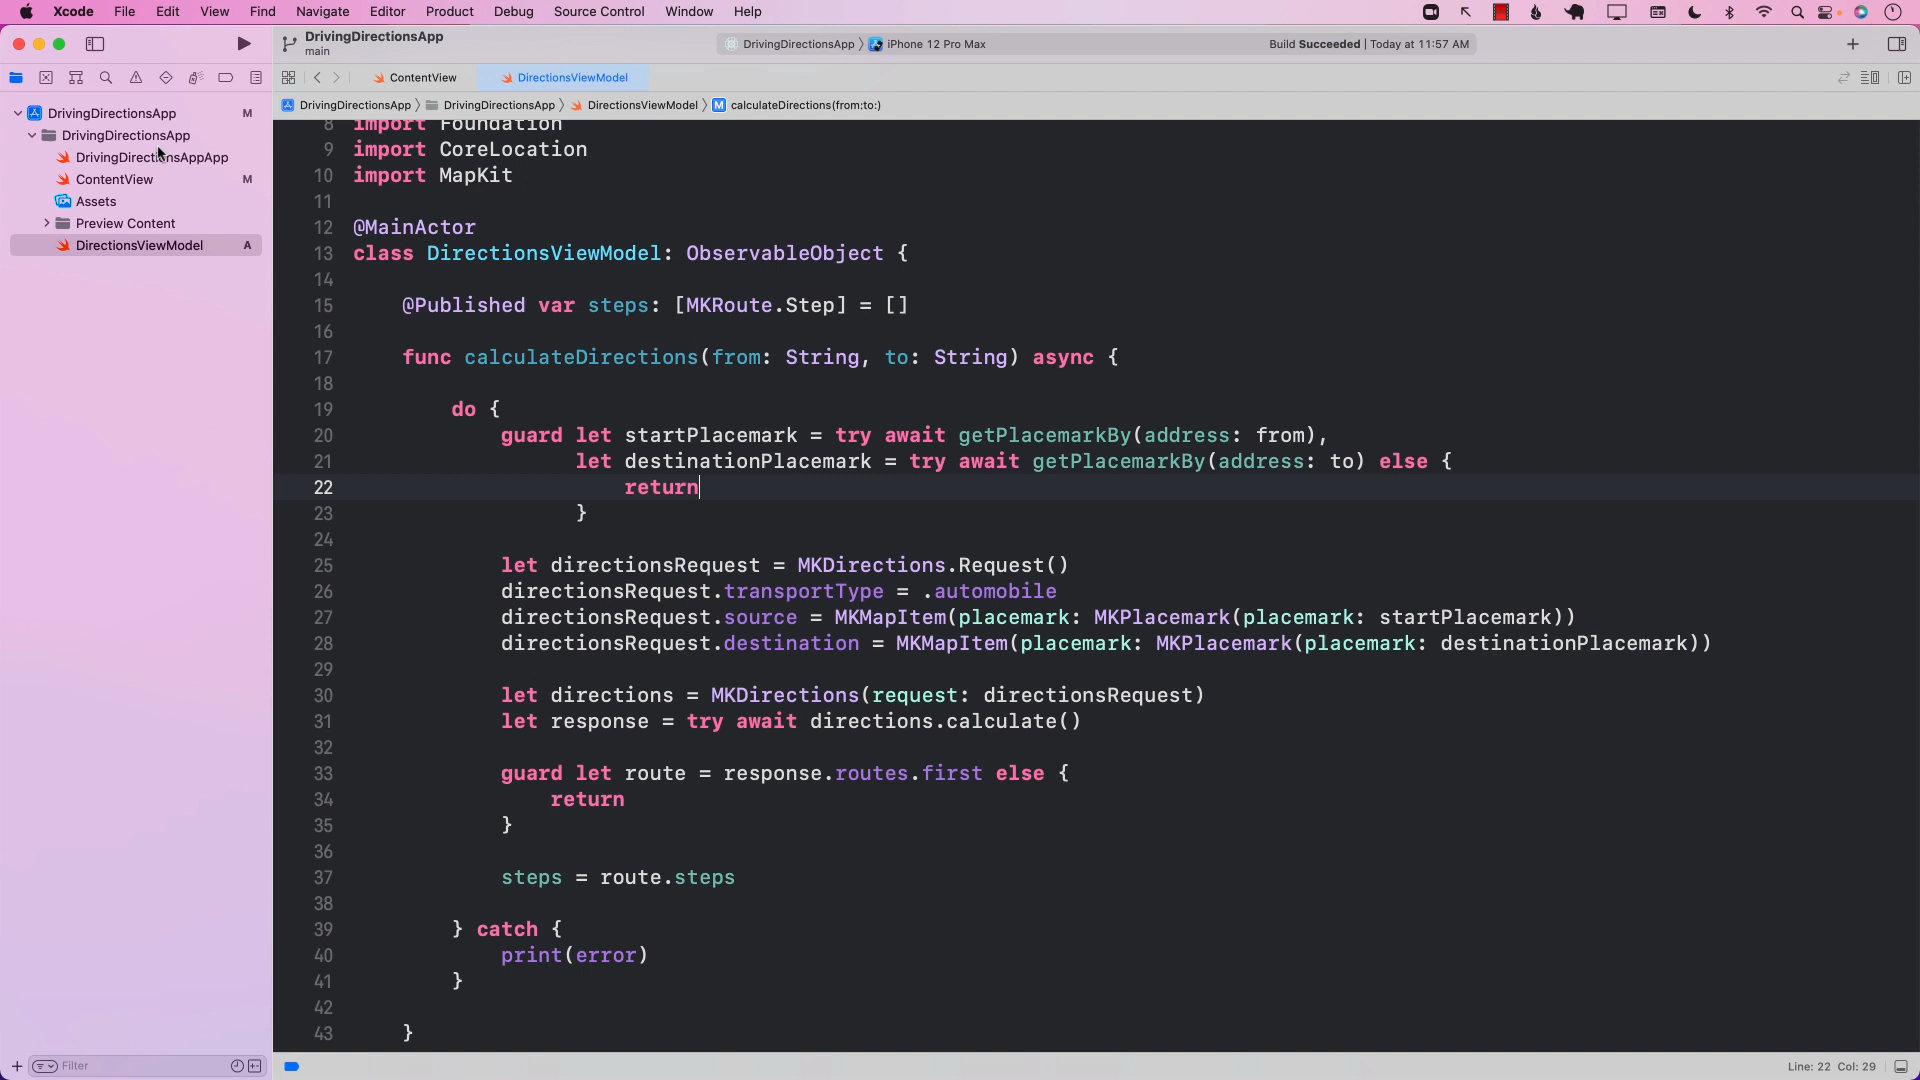 Xcode File Edit View Find Navigate Editor Product Debug Source Control Window Help
DrivingDirectionsApp
main
DrivingDirectionsApp 〉 iPhone 12 Pro Max
Build Succeeded | Today at 11:57 AM
ContentView
DirectionsViewModel
DrivingDirectionsApp 〉 DrivingDirectionsApp 〉 DirectionsViewModel 〉 M calculateDirections(from:to:)
DrivingDirectionsApp M
DrivingDirectionsApp
DrivingDirectionsAppApp
ContentView M
Assets
Preview Content
DirectionsViewModel A
8 import Foundation
9 import CoreLocation
10 import MapKit
11
12 @MainActor
13 class DirectionsViewModel: ObservableObject {
14
15 @Published var steps: [MKRoute.Step] = []
16
17 func calculateDirections(from: String, to: String) async {
18
19 do {
20 guard let startPlacemark = try await getPlacemarkBy(address: from),
21 let destinationPlacemark = try await getPlacemarkBy(address: to) else {
22 return
23 }
24
25 let directionsRequest = MKDirections.Request()
26 directionsRequest.transportType = .automobile
27 directionsRequest.source = MKMapItem(placemark: MKPlacemark(placemark: startPlacemark))
28 directionsRequest.destination = MKMapItem(placemark: MKPlacemark(placemark: destinationPlacemark))
29
30 let directions = MKDirections(request: directionsRequest)
31 let response = try await directions.calculate()
32
33 guard let route = response.routes.first else {
34 return
35 }
36
37 steps = route.steps
38
39 } catch {
40 print(error)
41 }
42
43 }
Filter
Line: 22 Col: 29